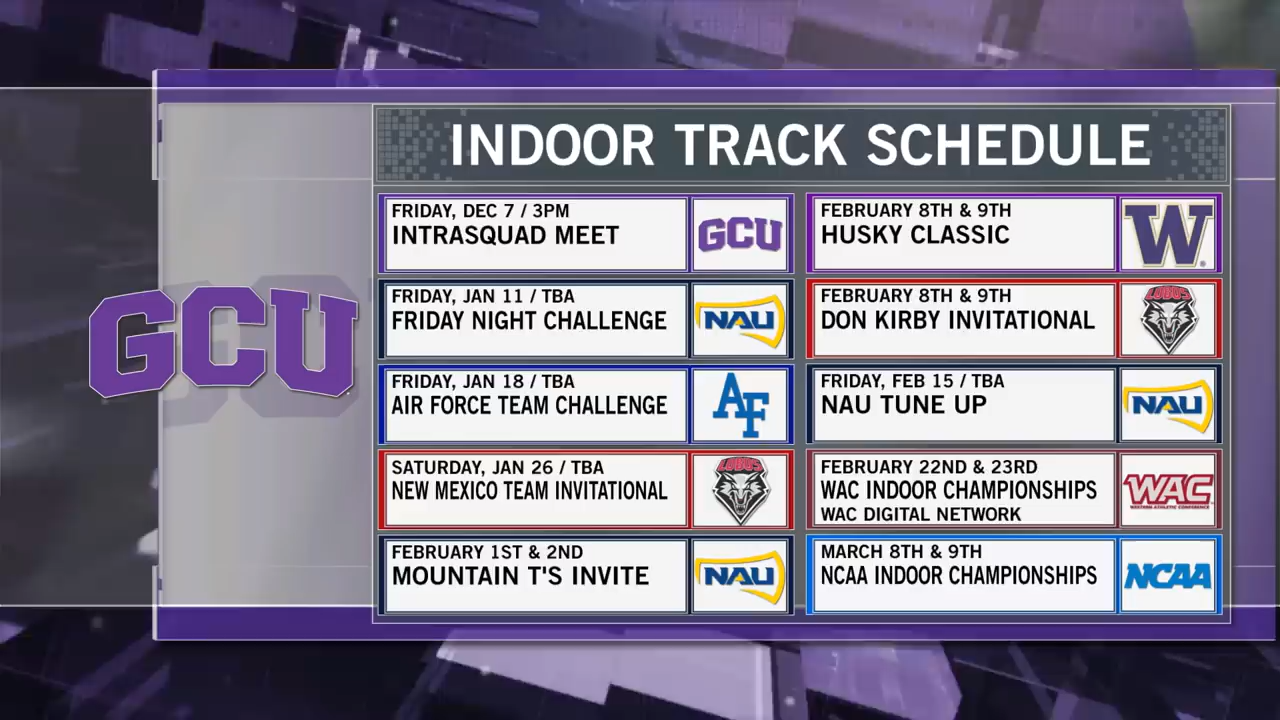 GCU
INDOOR TRACK SCHEDULE
FRIDAY, DEC 7 / 3PM
INTRASQUAD MEET
GCU
FRIDAY, JAN 11 / TBA
FRIDAY NIGHT CHALLENGE
NAU
FRIDAY, JAN 18 / TBA
AIR FORCE TEAM CHALLENGE
AF
SATURDAY, JAN 26 / TBA
NEW MEXICO TEAM INVITATIONAL
LOBOS
FEBRUARY 1ST & 2ND
MOUNTAIN T'S INVITE
NAU
FEBRUARY 8TH & 9TH
HUSKY CLASSIC
W
FEBRUARY 8TH & 9TH
DON KIRBY INVITATIONAL
LOBOS
FRIDAY, FEB 15 / TBA
NAU TUNE UP
NAU
FEBRUARY 22ND & 23RD
WAC INDOOR CHAMPIONSHIPS
WAC DIGITAL NETWORK
WAC
WESTERN ATHLETIC CONFERENCE
MARCH 8TH & 9TH
NCAA INDOOR CHAMPIONSHIPS
NCAA